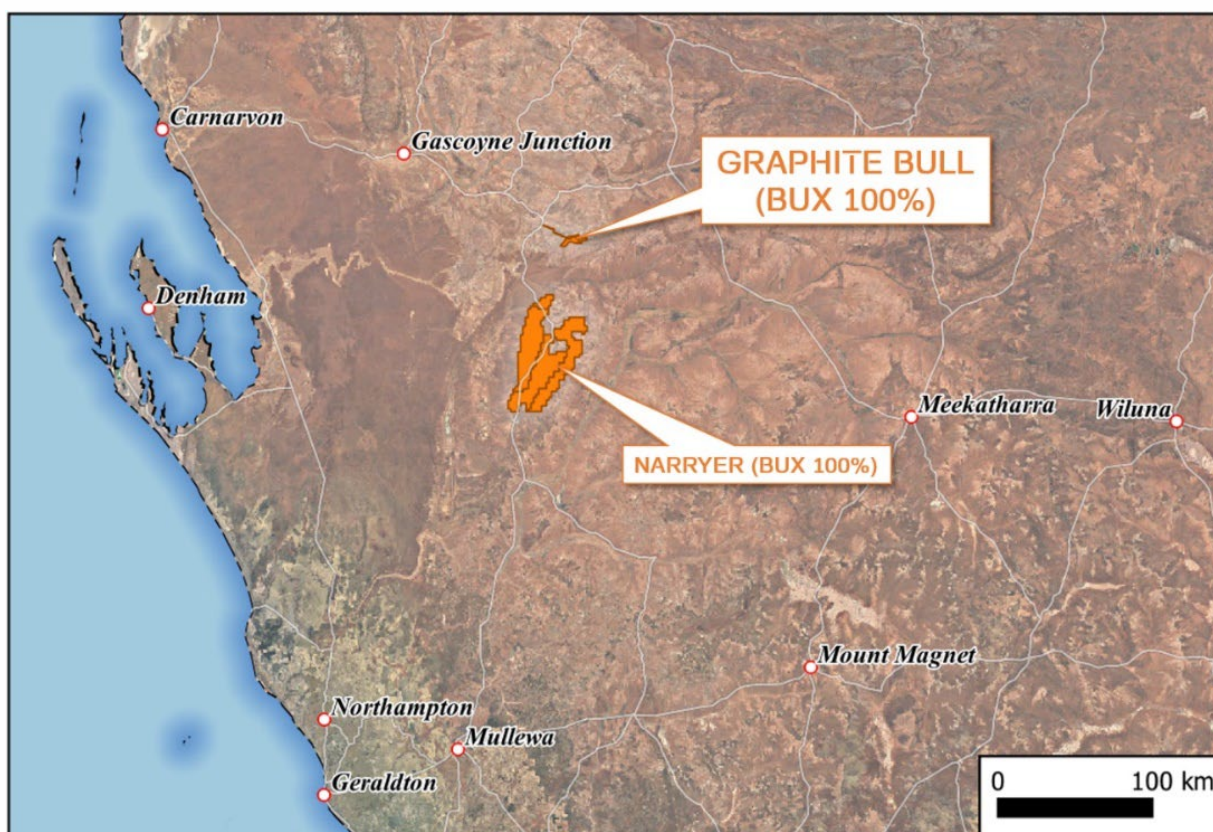 Carnarvon
Gascoyne Junction
GRAPHITE BULL
(BUX 100%)
Denham
Meekatharra
Wiluna
NARRYER (BUX 100%)
Mount Magnet
Northampton
Mullewa
Geraldton
0 100 km